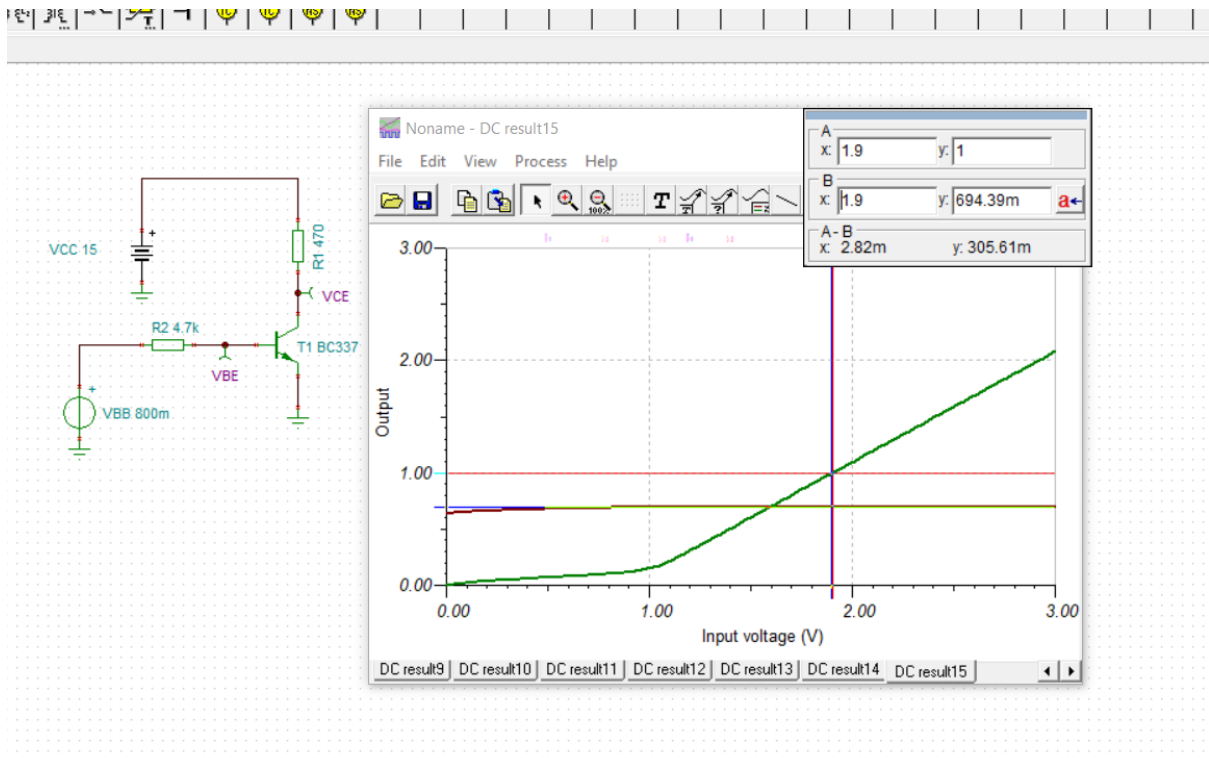 Noname - DC result15
File Edit View Process Help
T
A
x: 1.9 y: 1
B
x: 1.9 y: 694.39m
a
A - B
x: 2.82m y: 305.61m
VCC 15
+
R1 470
VCE
R2 4.7k
T1 BC337
VBE
+
VBB 800m
3.00
2.00
1.00
0.00
Output
0.00 1.00 2.00 3.00
Input voltage (V)
DC result9 DC result10 DC result11 DC result12 DC result13 DC result14 DC result15